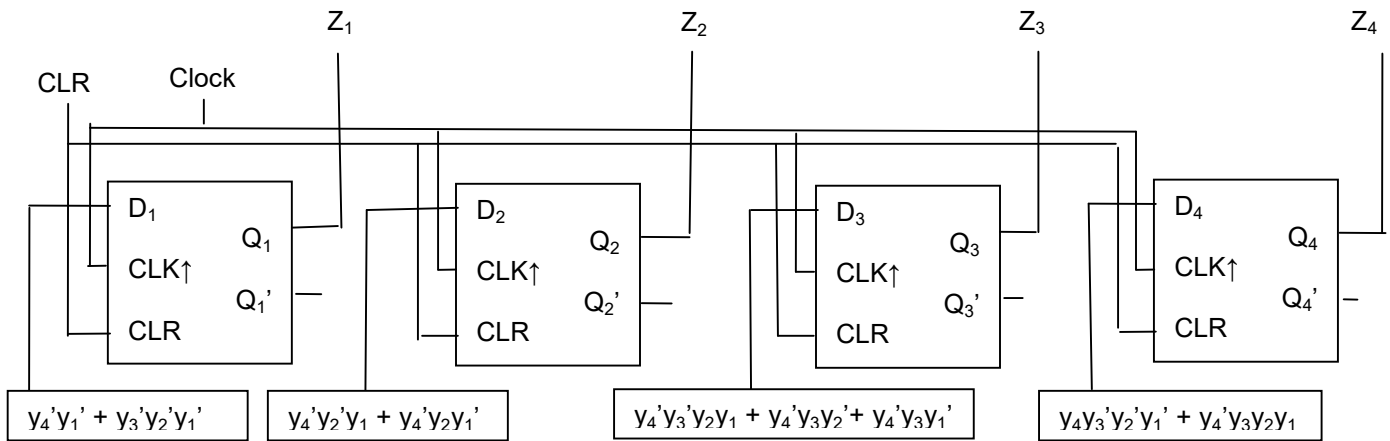 Z₁ Z₂ Z₃ Z₄
CLR Clock
D₁ D₂ D₃ D₄
Q₁ Q₂ Q₃ Q₄
CLK↑ CLK↑ CLK↑ CLK↑
Q₁’ Q₂’ Q₃’ Q₄’
CLR CLR CLR CLR
y₄’y₁’ + y₃’y₂’y₁’ y₄’y₂’y₁ + y₄’y₂y₁’ y₄’y₃’y₂y₁ + y₄’y₃y₂’+ y₄’y₃y₁’ y₄y₃’y₂’y₁’ + y₄’y₃y₂y₁